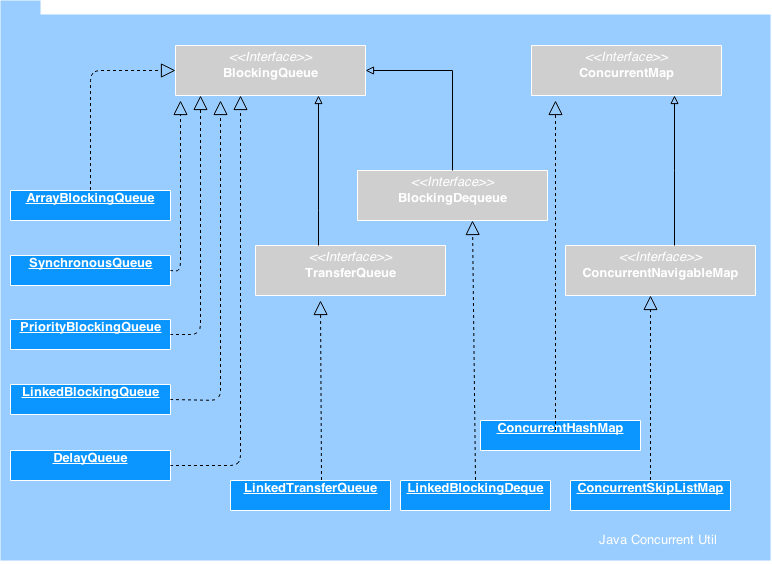 <<Interface>>
BlockingQueue
<<Interface>>
ConcurrentMap
<<Interface>>
BlockingDequeue
ArrayBlockingQueue
<<Interface>>
TransferQueue
<<Interface>>
ConcurrentNavigableMap
SynchronousQueue
PriorityBlockingQueue
LinkedBlockingQueue
ConcurrentHashMap
DelayQueue
LinkedTransferQueue
LinkedBlockingDeque
ConcurrentSkipListMap
Java Concurrent Util